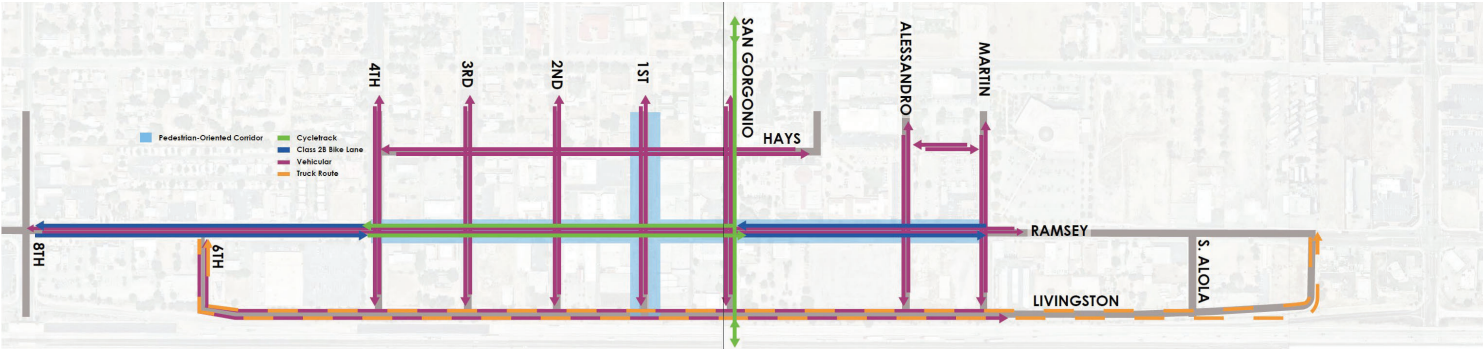 SAN GORGONIO
ALESSANDRO
MARTIN
4TH
3RD
2ND
1ST
HAYS
Pedestrian-Oriented Corridor
Cycletrack
Class 2B Bike Lane
Vehicular
Truck Route
8TH
6TH
RAMSEY
S. ALOLA
LIVINGSTON